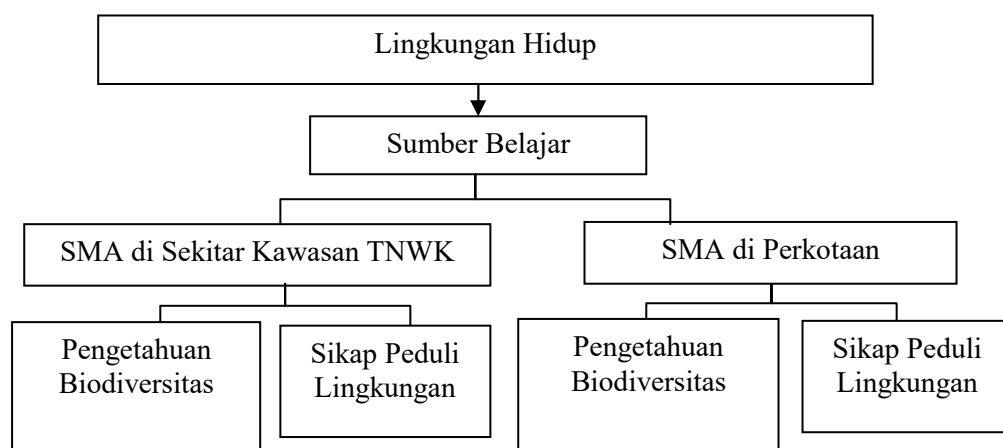 Lingkungan Hidup
Sumber Belajar
SMA di Sekitar Kawasan TNWK
SMA di Perkotaan
Pengetahuan
Biodiversitas
Sikap Peduli
Lingkungan
Pengetahuan
Biodiversitas
Sikap Peduli
Lingkungan